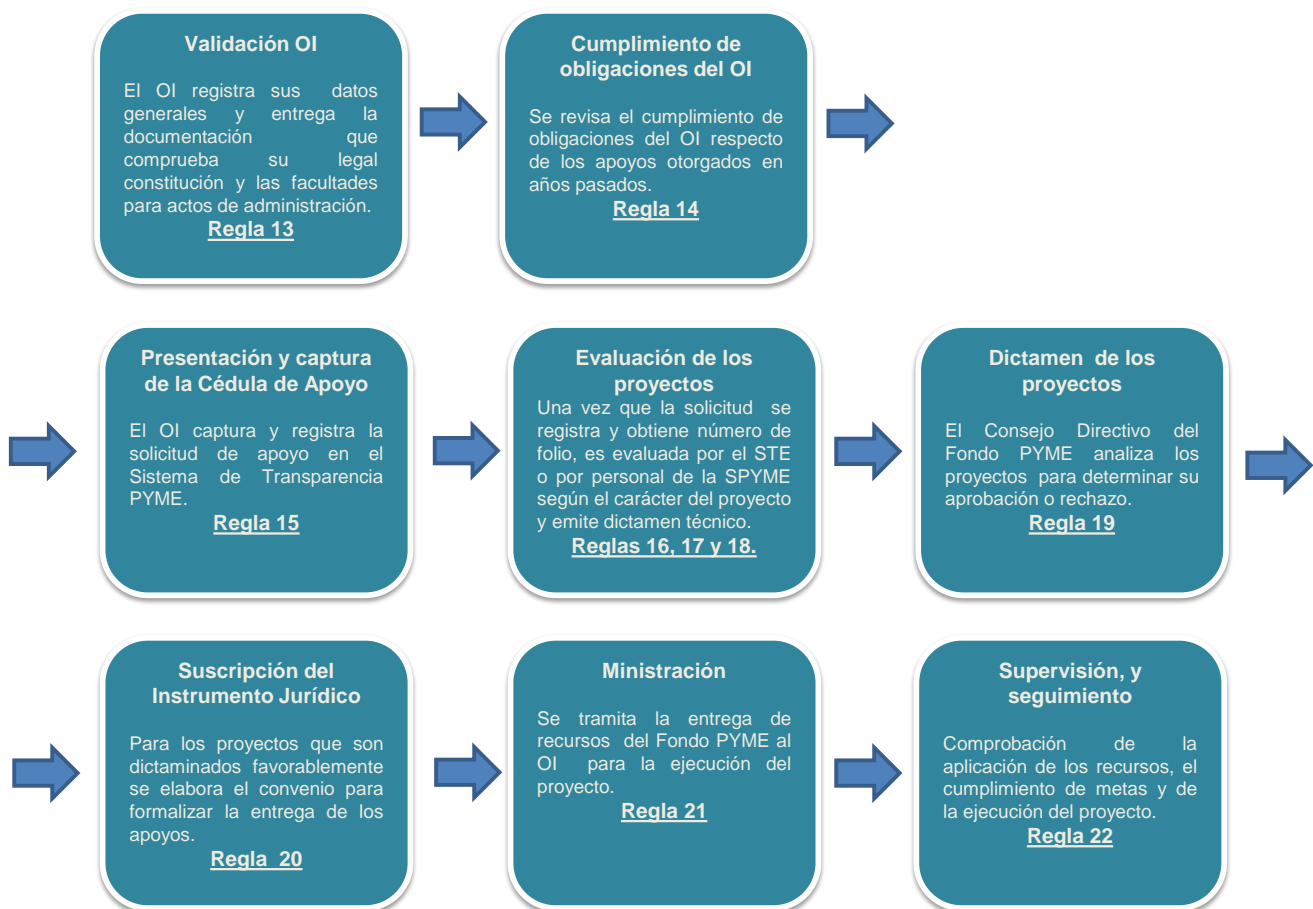 Validación OI
El OI registra sus datos
generales y entrega la
documentación que
comprueba su legal
constitución y las facultades
para actos de administración.
Regla 13
Cumplimiento de
obligaciones del OI
Se revisa el cumplimiento de
obligaciones del OI respecto
de los apoyos otorgados en
años pasados.
Regla 14
Presentación y captura
de la Cédula de Apoyo
El OI captura y registra la
solicitud de apoyo en el
Sistema de Transparencia
PYME.
Regla 15
Evaluación de los
proyectos
Una vez que la solicitud se
registra y obtiene número de
folio, es evaluada por el STE
o por personal de la SPYME
según el carácter del proyecto
y emite dictamen técnico.
Reglas 16, 17 y 18.
Dictamen de los
proyectos
El Consejo Directivo del
Fondo PYME analiza los
proyectos para determinar su
aprobación o rechazo.
Regla 19
Suscripción del
Instrumento Jurídico
Para los proyectos que son
dictaminados favorablemente
se elabora el convenio para
formalizar la entrega de los
apoyos.
Regla 20
Ministración
Se tramita la entrega de
recursos del Fondo PYME al
OI para la ejecución del
proyecto.
Regla 21
Supervisión, y
seguimiento
Comprobación de la
aplicación de los recursos, el
cumplimiento de metas y de
la ejecución del proyecto.
Regla 22